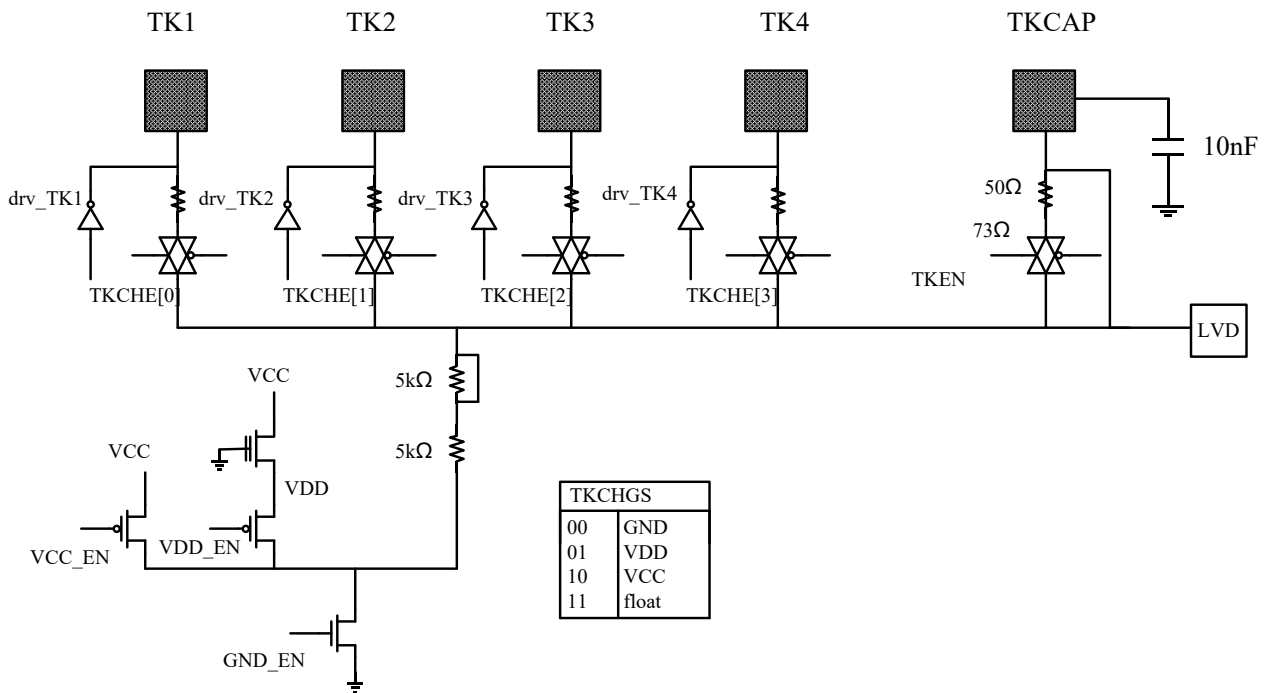 TK1 TK2 TK3 TK4 TKCAP
10nF
drv_TK1 drv_TK2 drv_TK3 drv_TK4 50Ω
73Ω
TKEN
TKCHE[0] TKCHE[1] TKCHE[2] TKCHE[3]
LVD
VCC 5kΩ
VCC 5kΩ
VDD
VCC_EN VDD_EN
TKCHGS
00 GND
01 VDD
10 VCC
11 float
GND_EN